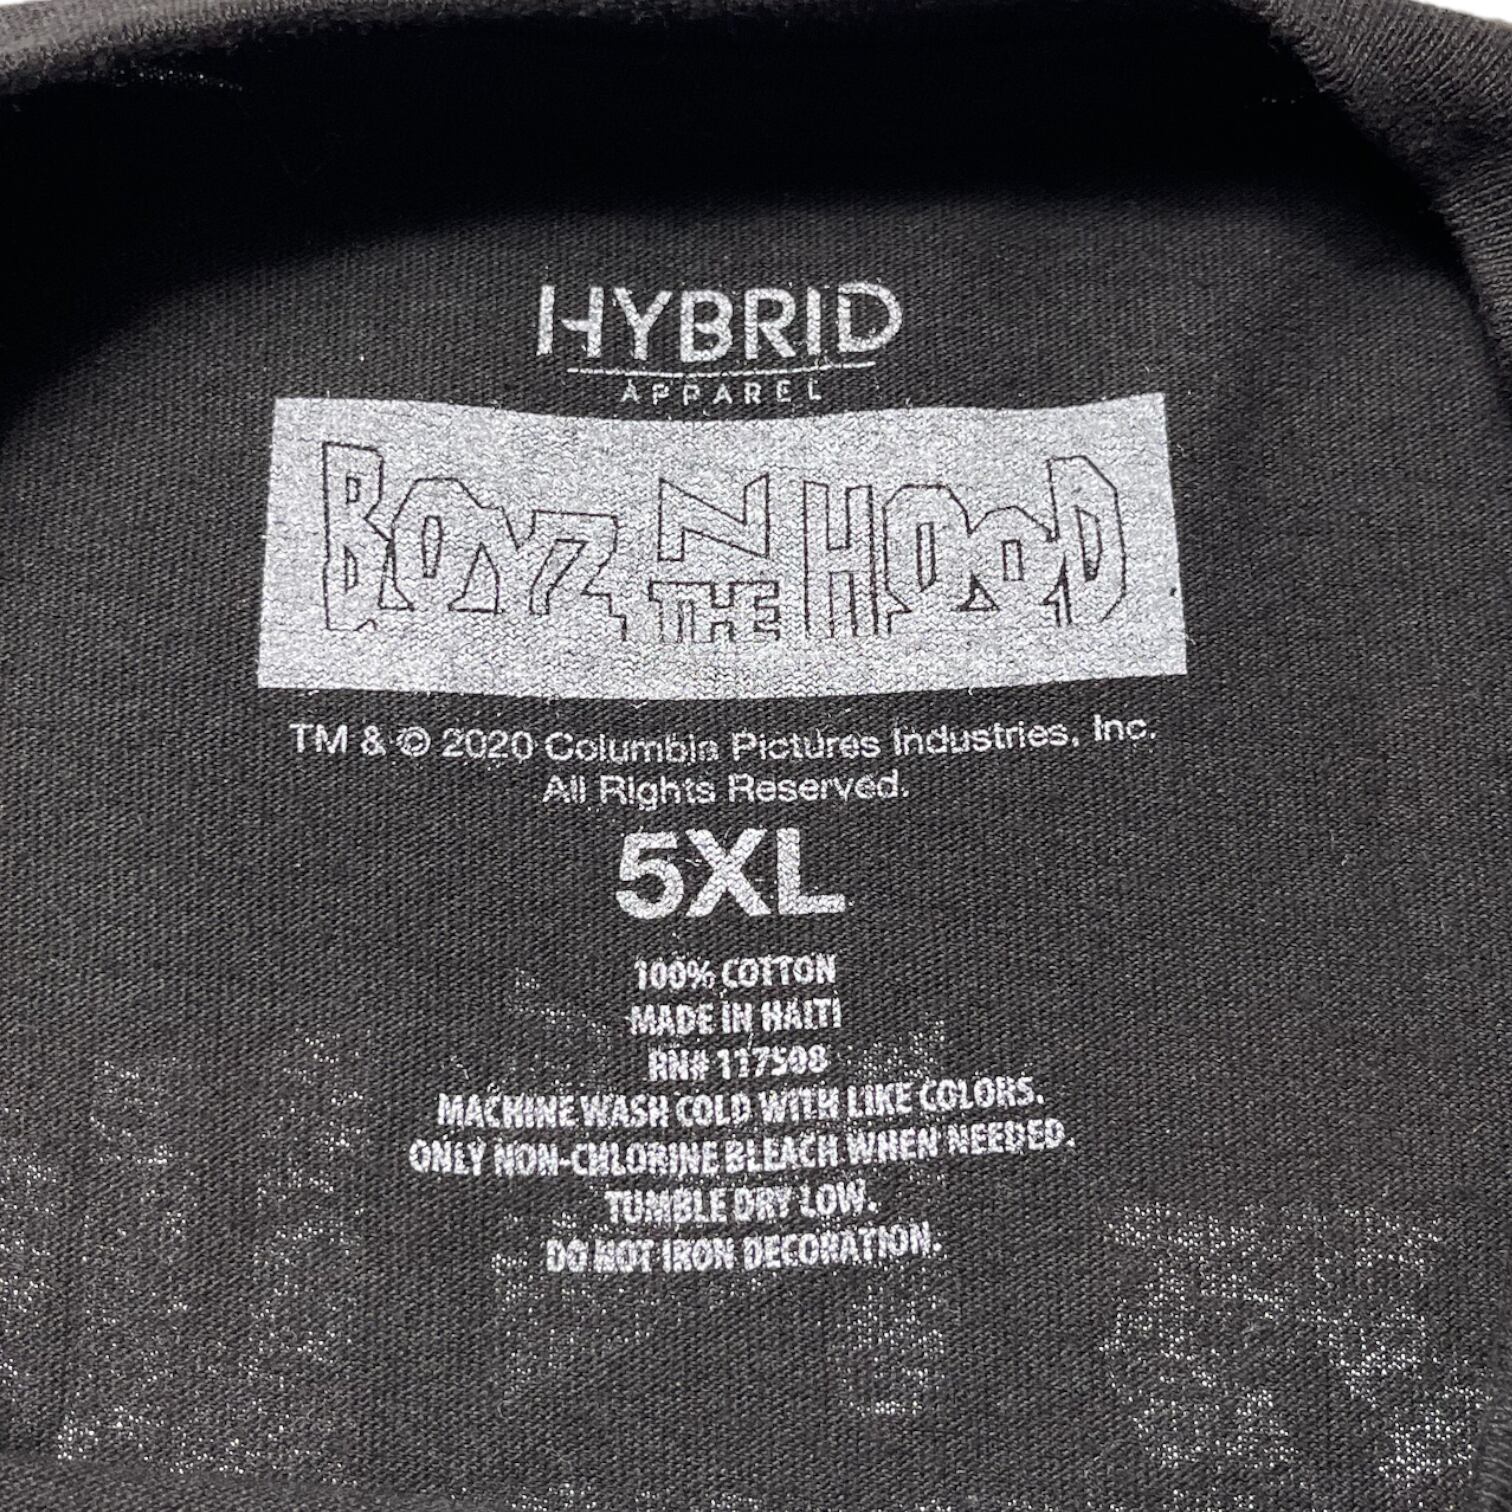 HYBRID
APPAREL
BOYZ N THE HOOD
TM & © 2020 Columbia Pictures Industries, Inc.
All Rights Reserved.
5XL
100% COTTON
MADE IN HAITI
RN# 117508
MACHINE WASH COLD WITH LIKE COLORS.
ONLY NON-CHLORINE BLEACH WHEN NEEDED.
TUMBLE DRY LOW.
DO NOT IRON DECORATION.